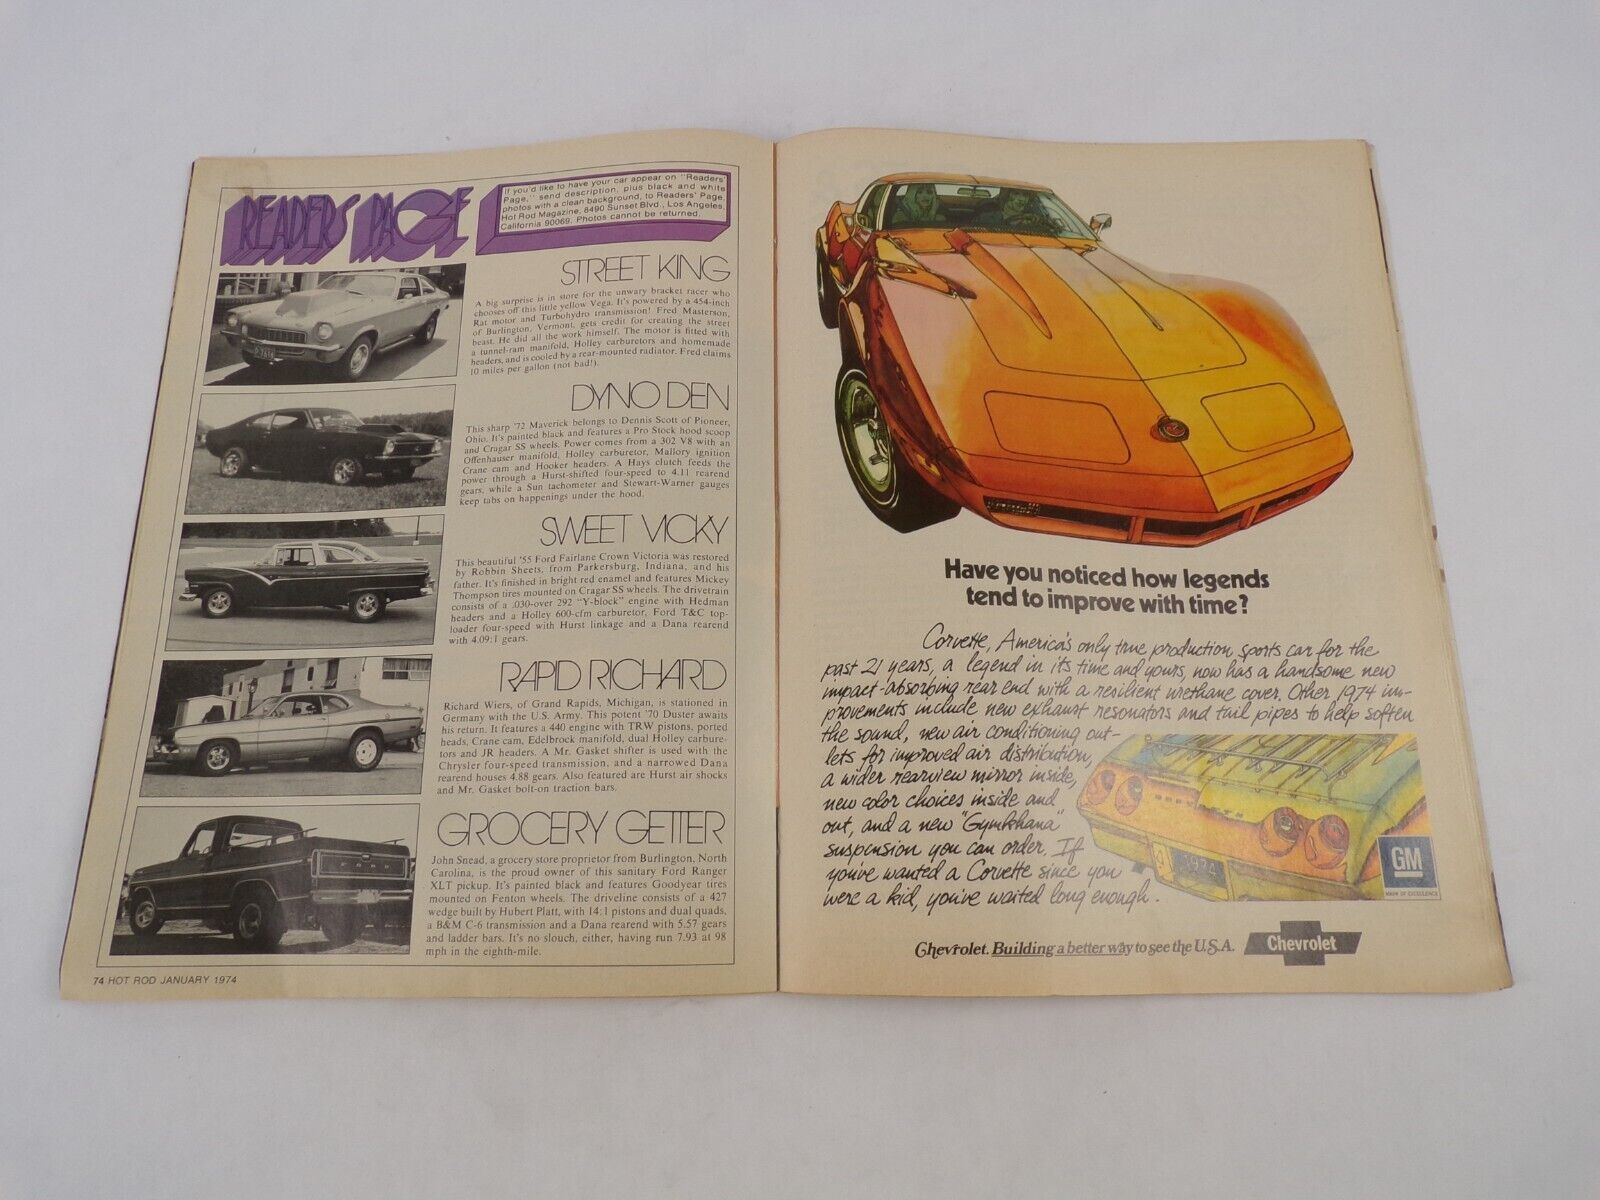 READERS PAGE
If you'd like to have your car appear on "Readers'
Page," send description, plus black and white
photos with a clean background, to Readers' Page,
Hot Rod Magazine, 8490 Sunset Blvd., Los Angeles,
California 90069. Photos cannot be returned.
STREET KING
A big surprise is in store for the unwary bracket racer who
chooses off this little yellow Vega. It's powered by a 454-inch
Rat motor and Turbohydro transmission! Fred Masterson,
of Burlington, Vermont, gets credit for creating the street
beast. He did all the work himself. The motor is fitted with
a tunnel-ram manifold, Holley carburetors and homemade
headers, and is cooled by a rear-mounted radiator. Fred claims
10 miles per gallon (not bad!).
DYNO DEN
This sharp '72 Maverick belongs to Dennis Scott of Pioneer,
Ohio. It's painted black and features a Pro Stock hood scoop
and Cragar SS wheels. Power comes from a 302 V8 with an
Offenhauser manifold, Holley carburetor, Mallory ignition
Crane cam and Hooker headers. A Hays clutch feeds the
power through a Hurst-shifted four-speed to 4.11 rearend
gears, while a Sun tachometer and Stewart-Warner gauges
keep tabs on happenings under the hood.
SWEET VICKY
This beautiful '55 Ford Fairlane Crown Victoria was restored
by Robbin Sheets, from Parkersburg, Indiana, and his
father. It's finished in bright red enamel and features Mickey
Thompson tires mounted on Cragar SS wheels. The drivetrain
consists of a .030-over 292 "Y-block" engine with Hedman
headers and a Holley 600-cfm carburetor, Ford T&C top-
loader four-speed with Hurst linkage and a Dana rearend
with 4.09:1 gears.
RAPID RICHARD
Richard Wiers, of Grand Rapids, Michigan, is stationed in
Germany with the U.S. Army. This potent '70 Duster awaits
his return. It features a 440 engine with TRW pistons, ported
heads, Crane cam, Edelbrock manifold, dual Holley carbure-
tors and JR headers. A Mr. Gasket shifter is used with the
Chrysler four-speed transmission, and a narrowed Dana
rearend houses 4.88 gears. Also featured are Hurst air shocks
and Mr. Gasket bolt-on traction bars.
GROCERY GETTER
John Snead, a grocery store proprietor from Burlington, North
Carolina, is the proud owner of this sanitary Ford Ranger
XLT pickup. It's painted black and features Goodyear tires
mounted on Fenton wheels. The driveline consists of a 427
wedge built by Hubert Platt, with 14:1 pistons and dual quads,
a B&M C-6 transmission and a Dana rearend with 5.57 gears
and ladder bars. It's no slouch, either, having run 7.93 at 98
mph in the eighth-mile.
FORD
74 HOT ROD JANUARY 1974
Have you noticed how legends
tend to improve with time?
Corvette, America's only true production sports car for the
past 21 years, a legend in its time and yours, now has a handsome new
impact-absorbing rear end with a resilient urethane cover. Other 1974 im-
provements include new exhaust resonators and tail pipes to help soften
the sound, new air conditioning out-
lets for improved air distribution,
a wider rearview mirror inside,
new color choices inside and
out, and a new "Gymkhana"
suspension you can order. If
you've wanted a Corvette since you
were a kid, you've waited long enough.
CORVETTE
1974
GM
MARK OF EXCELLENCE
Chevrolet. Building a better way to see the U.S.A.
Chevrolet